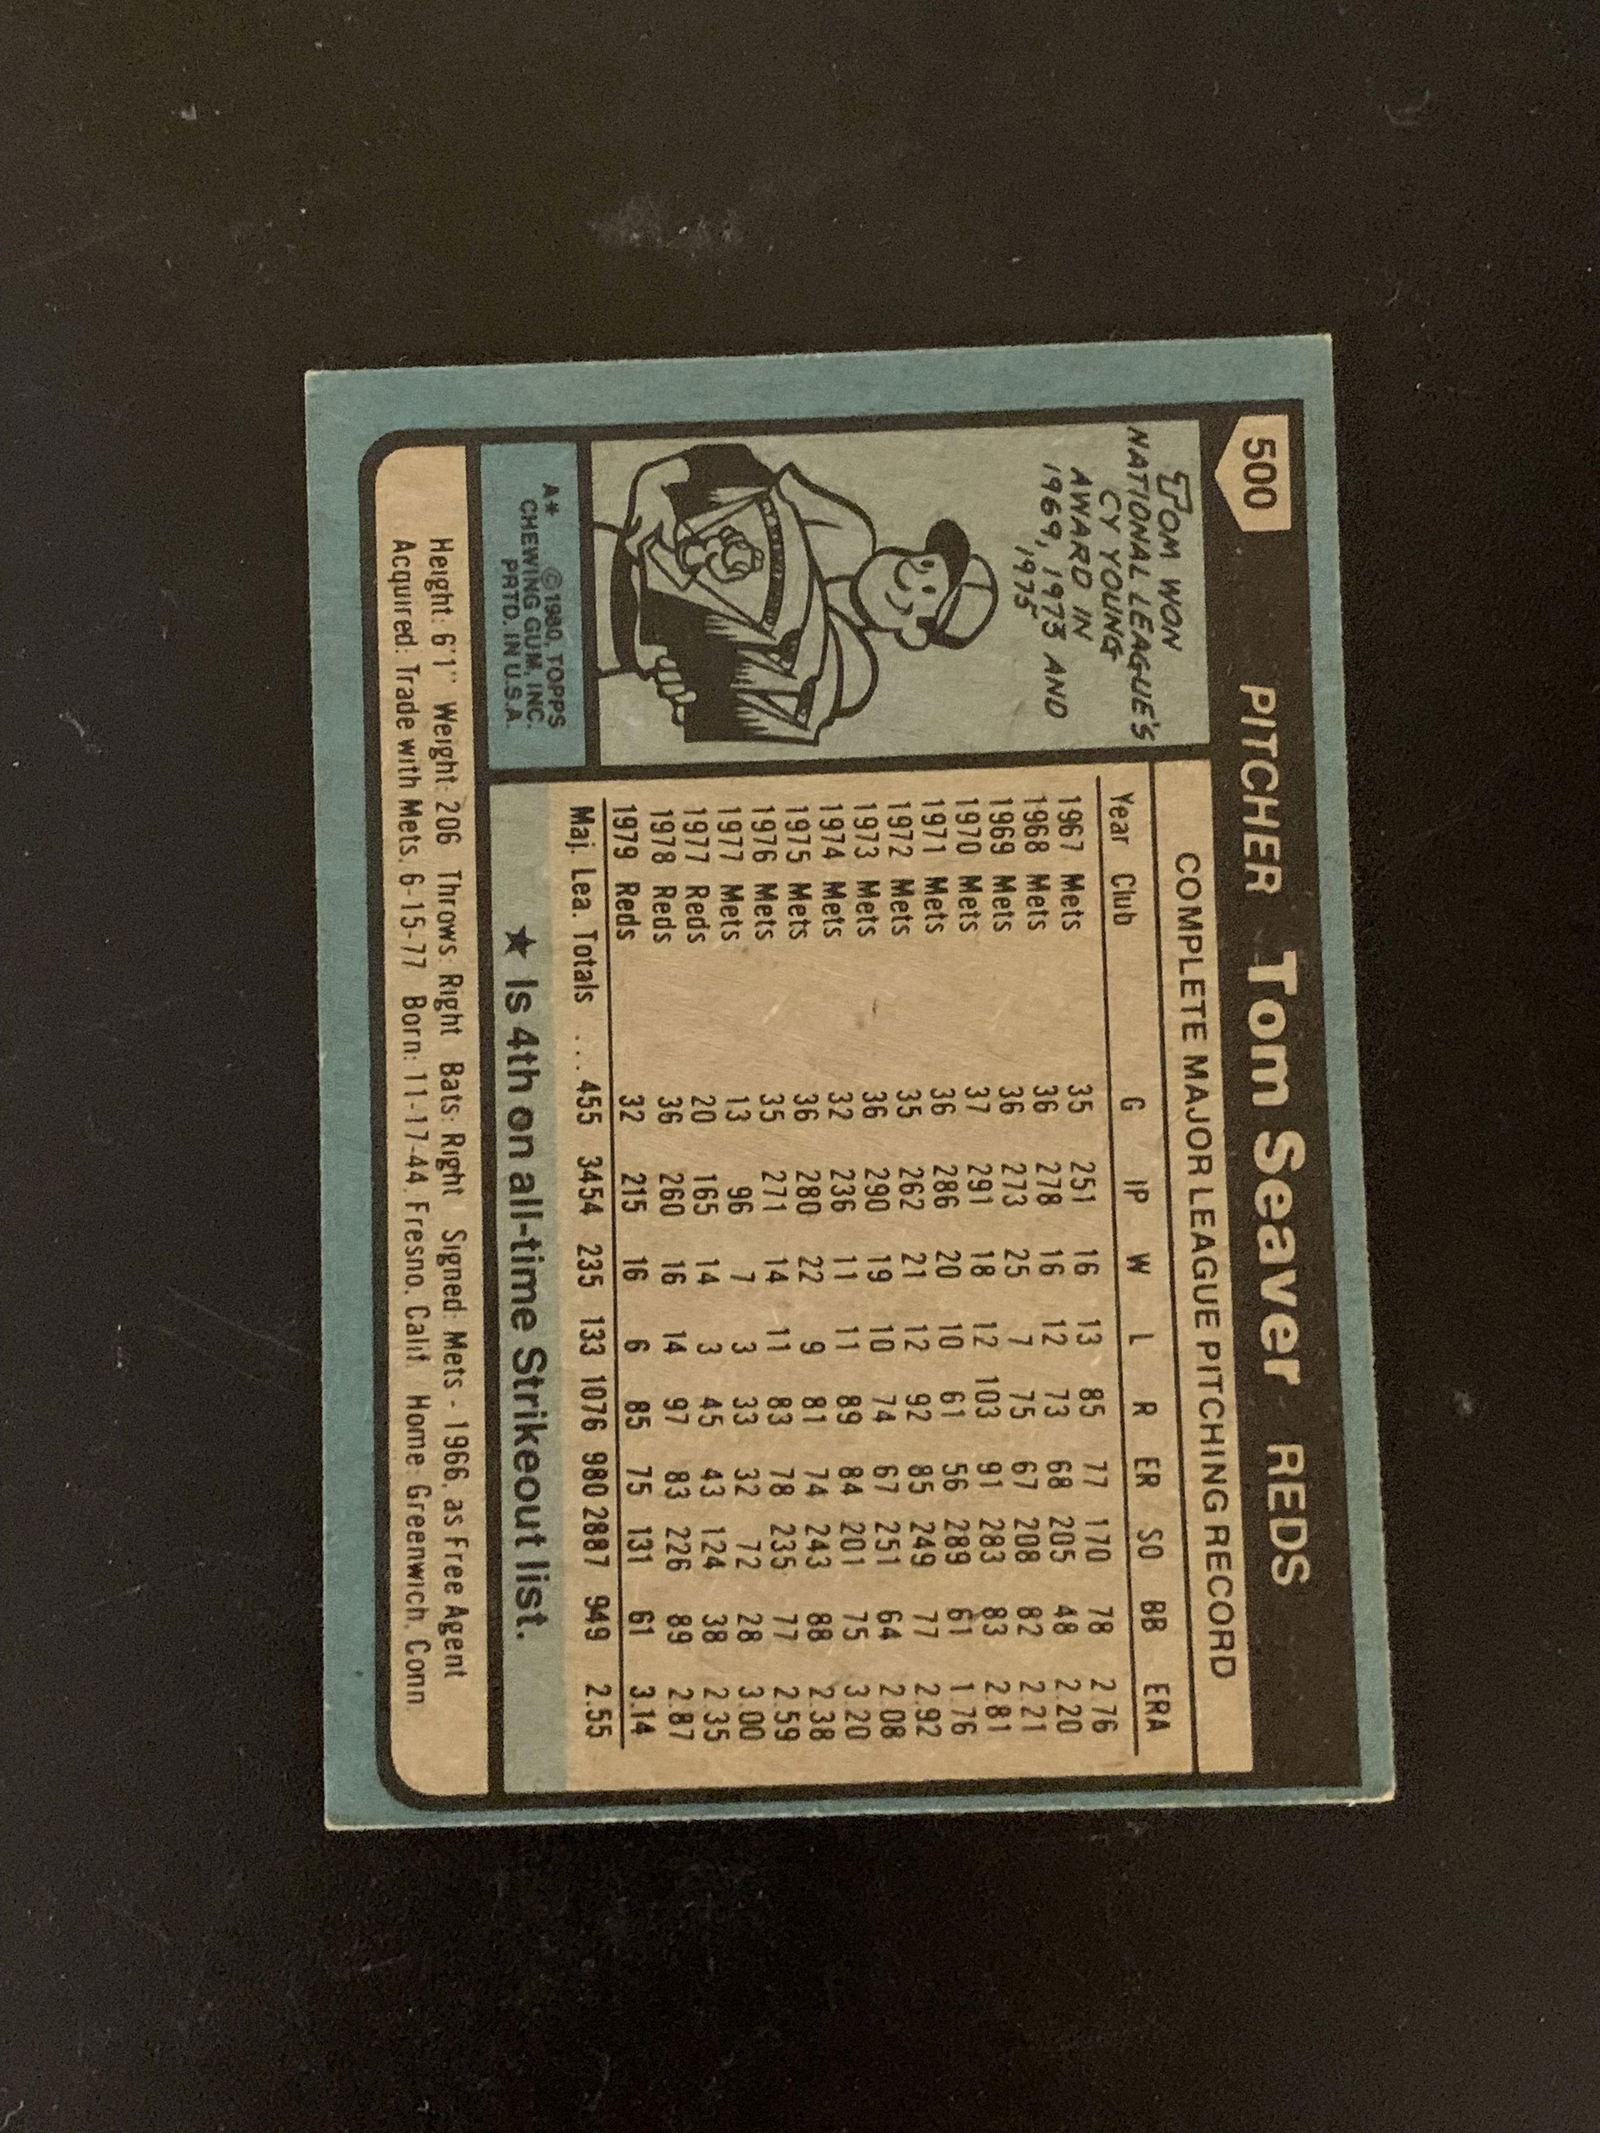 500 PITCHER Tom Seaver REDS
TOM WON
NATIONAL LEAGUE'S
CY YOUNG
AWARD IN
1969, 1973 AND
1975
A* ©1980, TOPPS
CHEWING GUM, INC.
PRTD. IN U.S.A.
COMPLETE MAJOR LEAGUE PITCHING RECORD
Year Club G IP W L R ER SO BB ERA
1967 Mets 35 251 16 13 85 77 170 78 2.76
1968 Mets 36 278 16 12 73 68 205 48 2.20
1969 Mets 36 273 25 7 75 67 208 82 2.21
1970 Mets 37 291 18 12 103 91 283 83 2.81
1971 Mets 36 286 20 10 61 56 289 61 1.76
1972 Mets 35 262 21 12 92 85 249 77 2.92
1973 Mets 36 290 19 10 74 67 251 64 2.08
1974 Mets 32 236 11 11 89 84 201 75 3.20
1975 Mets 36 280 22 9 81 74 243 88 2.38
1976 Mets 35 271 14 11 83 78 235 77 2.59
1977 Mets 13 96 7 3 33 32 72 28 3.00
1977 Reds 20 165 14 3 45 43 124 38 2.35
1978 Reds 36 260 16 14 97 83 226 89 2.87
1979 Reds 32 215 16 6 85 75 131 61 3.14
Maj. Lea. Totals ... 455 3454 235 133 1076 980 2887 949 2.55
★ Is 4th on all-time Strikeout list.
Height: 6'1" Weight: 206 Throws: Right Bats: Right Signed: Mets - 1966, as Free Agent
Acquired: Trade with Mets, 6-15-77 Born: 11-17-44, Fresno, Calif Home: Greenwich, Conn.